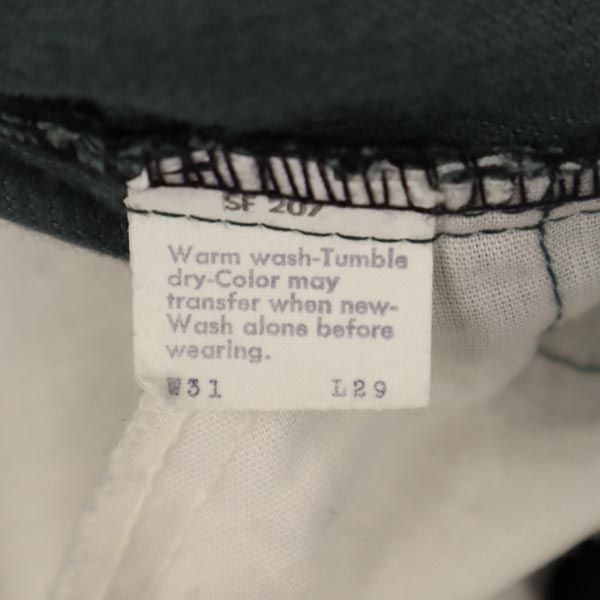 SF 207
Warm wash-Tumble
dry-Color may
transfer when new-
Wash alone before
wearing.
W31 L29